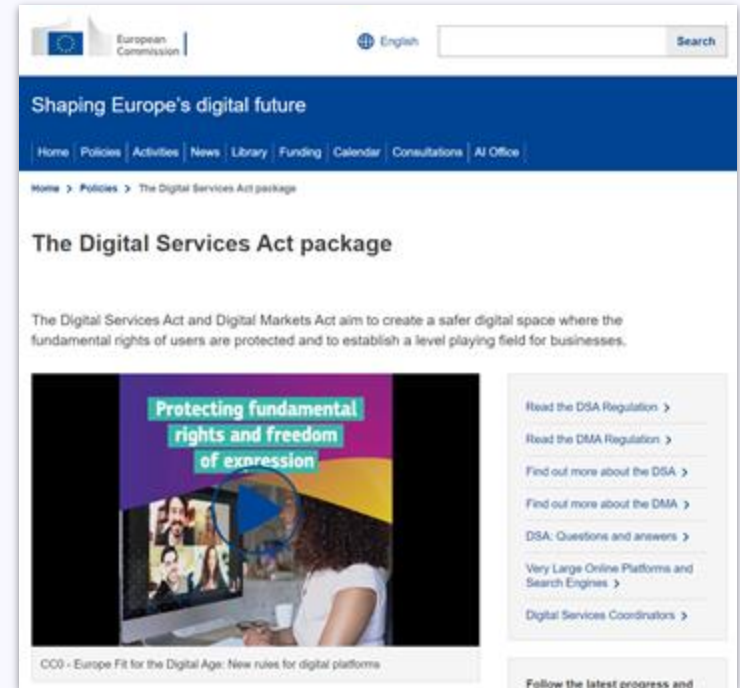 European
Commission
English
Search
Shaping Europe's digital future
Home Policies Activities News Library Funding Calendar Consultations AI Office
Home > Policies > The Digital Services Act package
The Digital Services Act package
The Digital Services Act and Digital Markets Act aim to create a safer digital space where the
fundamental rights of users are protected and to establish a level playing field for businesses.
Protecting fundamental
rights and freedom
of expression
CC0 - Europe Fit for the Digital Age: New rules for digital platforms
Read the DSA Regulation >
Read the DMA Regulation >
Find out more about the DSA >
Find out more about the DMA >
DSA: Questions and answers >
Very Large Online Platforms and
Search Engines >
Digital Services Coordinators >
Follow the latest progress and